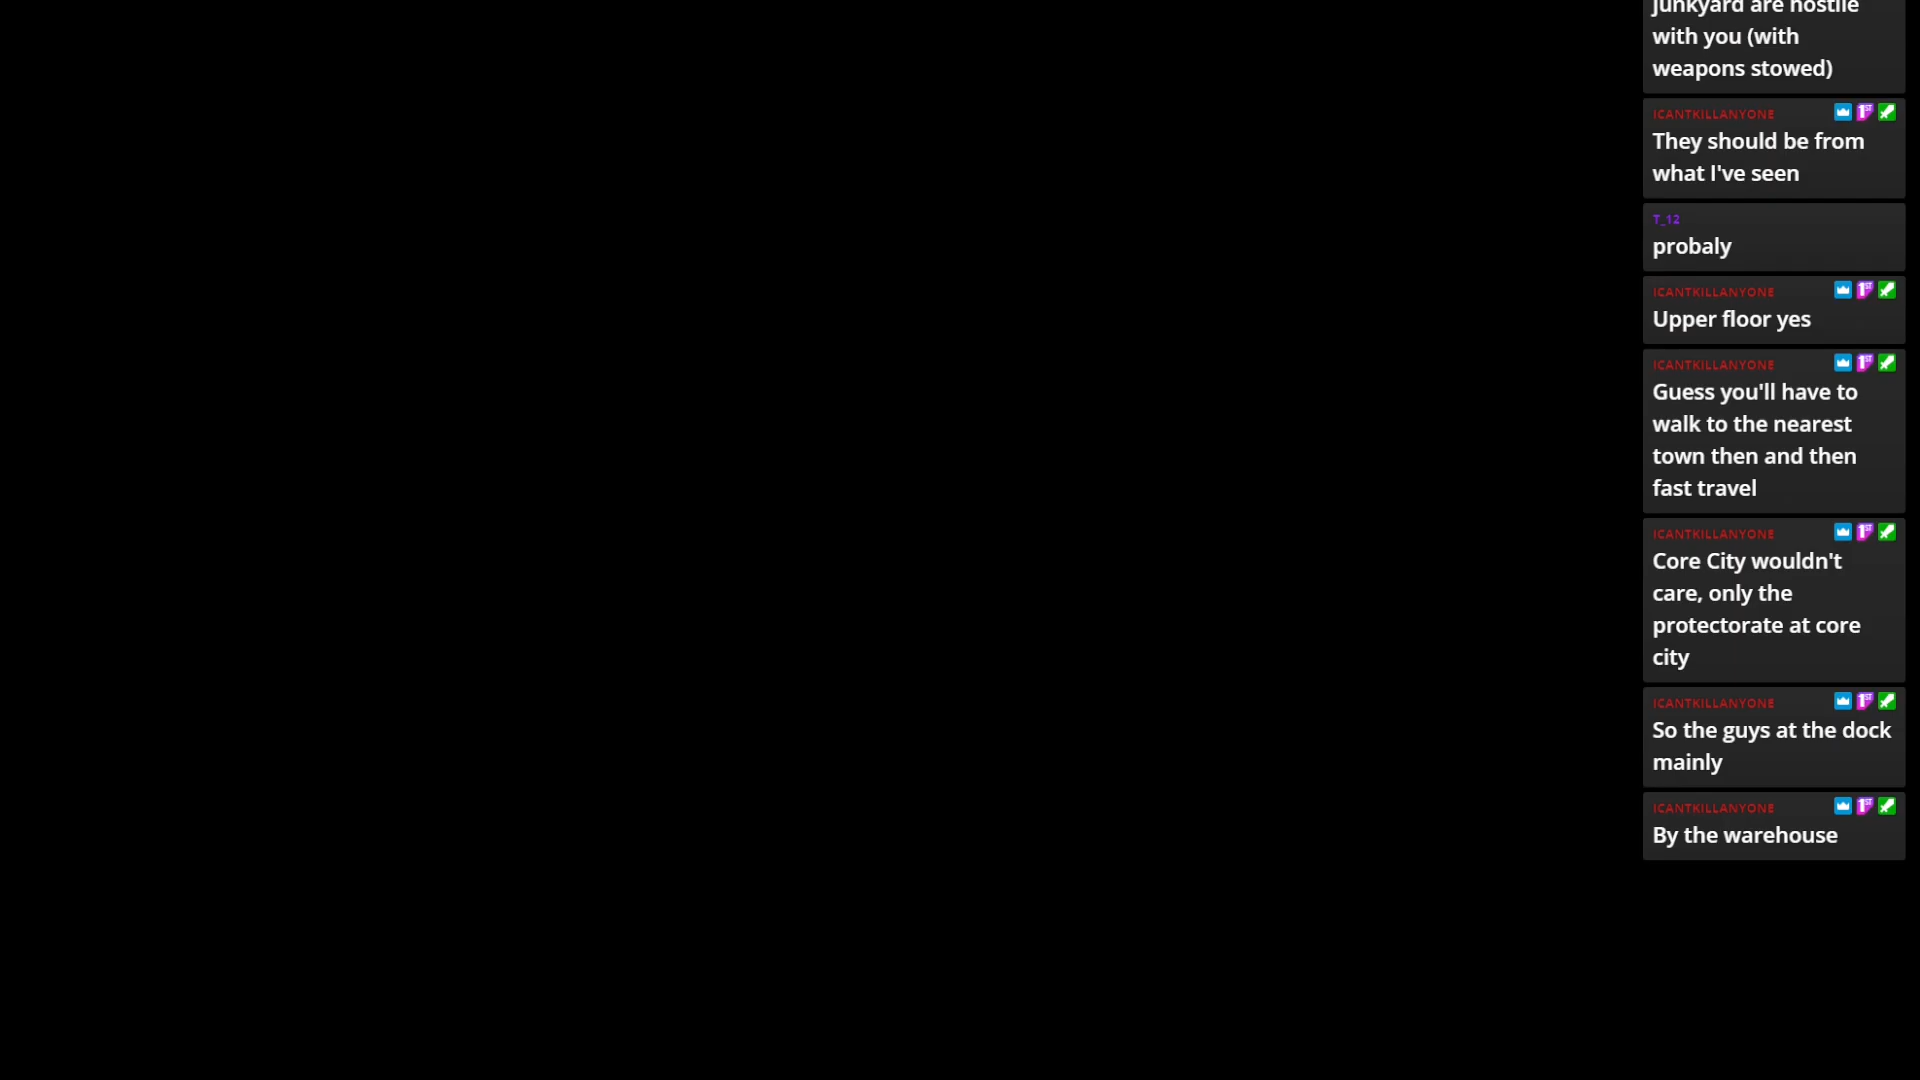 junkyard are hostile
with you (with
weapons stowed)
ICANTKILLANYONE
They should be from
what I've seen
T_12
probaly
ICANTKILLANYONE
Upper floor yes
ICANTKILLANYONE
Guess you'll have to
walk to the nearest
town then and then
fast travel
ICANTKILLANYONE
Core City wouldn't
care, only the
protectorate at core
city
ICANTKILLANYONE
So the guys at the dock
mainly
ICANTKILLANYONE
By the warehouse